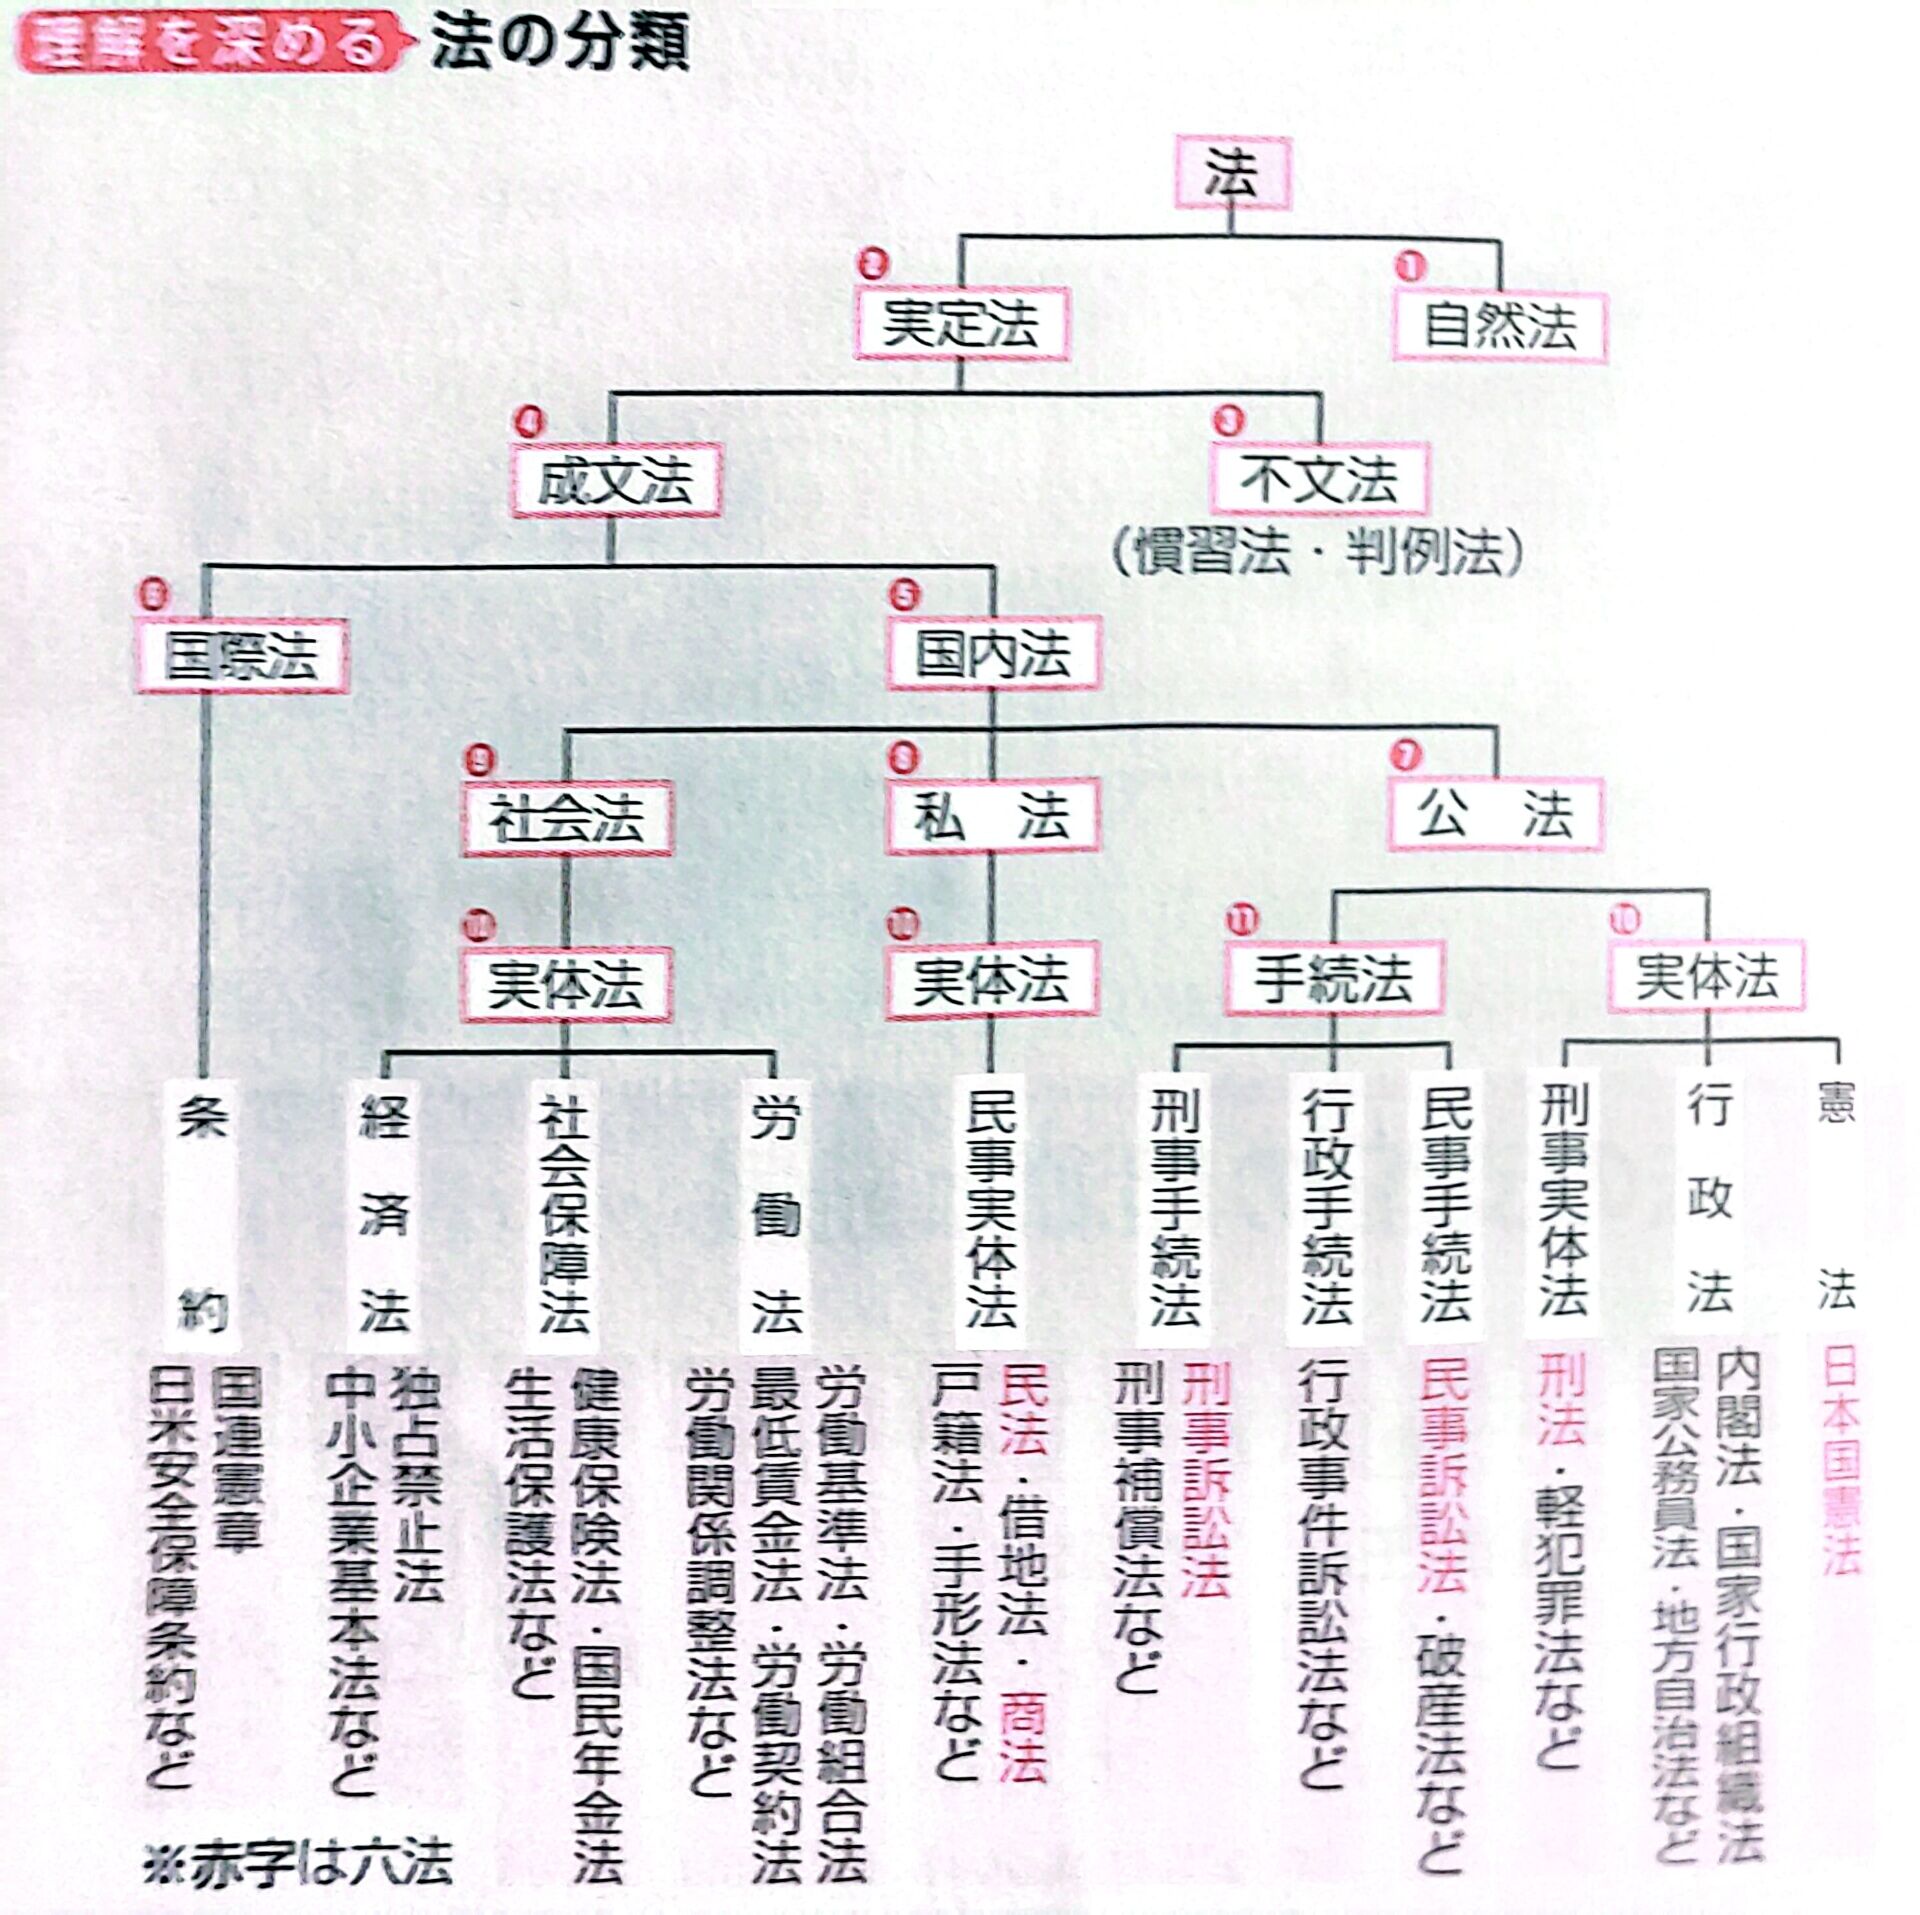 理解を深める 法の分類
法
❷ ❶
実定法 自然法
❹ ❸
成文法 不文法
(慣習法・判例法)
❻ ❺
国際法 国内法
❾ ❽ ❼
社会法 私 法 公 法
❿ ❿ ⓫ ❿
実体法 実体法 手続法 実体法
憲法
日本国憲法
行政法
内閣法・国家行政組織法
国家公務員法・地方自治法など
刑事実体法
刑法・軽犯罪法など
民事手続法
民事訴訟法・破産法など
行政手続法
行政事件訴訟法など
刑事手続法
刑事訴訟法
刑事補償法など
民事実体法
民法・借地法・商法
戸籍法・手形法など
労働法
労働基準法・労働組合法
最低賃金法・労働契約法
労働関係調整法など
社会保障法
健康保険法・国民年金法
生活保護法など
経済法
独占禁止法
中小企業基本法など
条約
国連憲章
日米安全保障条約など
※赤字は六法